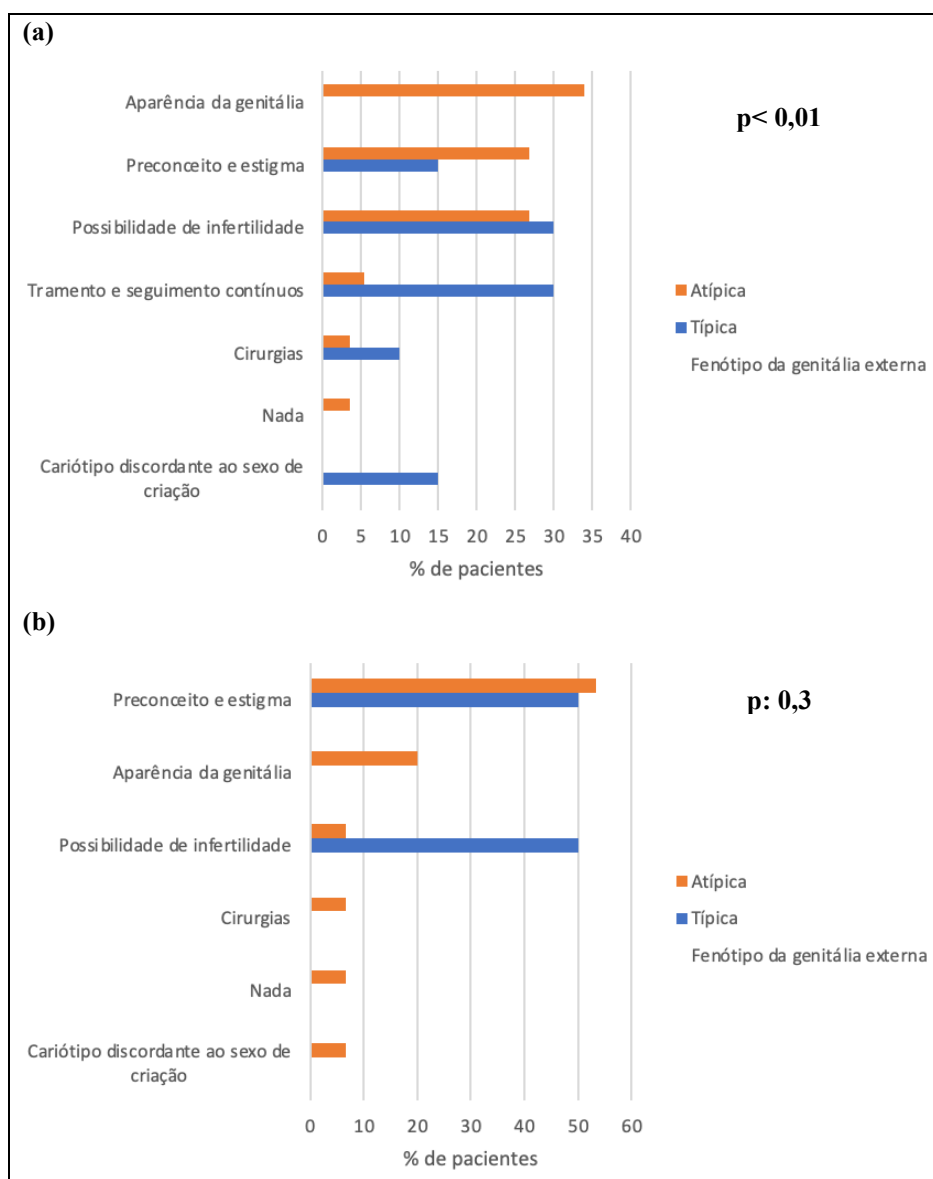 (a)
Aparência da genitália
p< 0,01
Preconceito e estigma
Possibilidade de infertilidade
Tramento e seguimento contínuos
Atípica
Típica
Cirurgias
Fenótipo da genitállia externa
Nada
Cariótipo discordante ao sexo de
criação
0 5 10 15 20 25 30 35 40
% de pacientes
(b)
Preconceito e estigma
p: 0,3
Aparência da genitália
Possibilidade de infertilidade
Atípica
Cirurgias
Típica
Fenótipo da genitállia externa
Nada
Cariótipo discordante ao sexo de
criação
0 10 20 30 40 50 60
% de pacientes